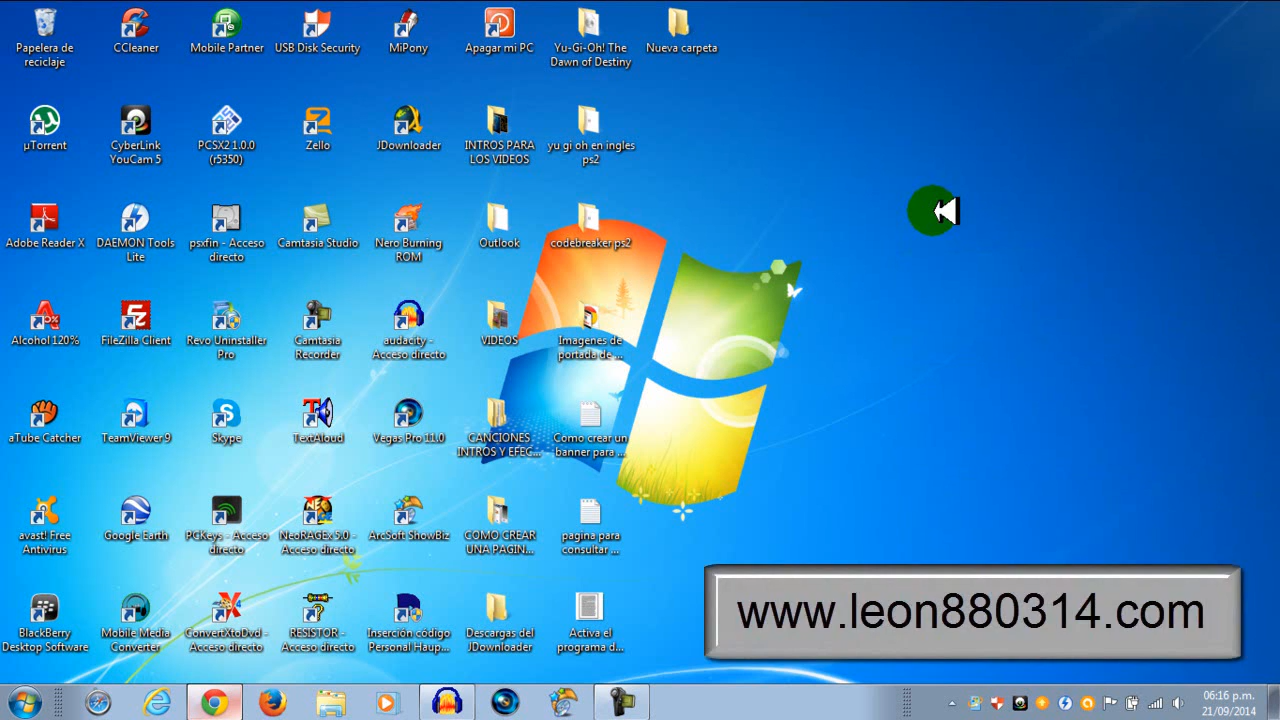 Papelera de
reciclaje
CCleaner
Mobile Partner
USB Disk Security
MiPony
Apagar mi PC
Yu-Gi-Oh! The
Dawn of Destiny
Nueva carpeta
µTorrent
CyberLink
YouCam 5
PCSX2 1.0.0
(r5350)
Zello
JDownloader
INTROS PARA
LOS VIDEOS
yu gi oh en ingles
ps2
Adobe Reader X
DAEMON Tools
Lite
psxfin - Acceso
directo
Camtasia Studio
Nero Burning
ROM
Outlook
codebreaker ps2
Alcohol 120%
FileZilla Client
Revo Uninstaller
Pro
Camtasia
Recorder
audacity -
Acceso directo
VIDEOS
Imagenes de
portada de ...
aTube Catcher
TeamViewer 9
Skype
TextAloud
Vegas Pro 11.0
CANCIONES
INTROS Y EFEC...
Como crear un
banner para ...
avast! Free
Antivirus
Google Earth
PCKeys - Acceso
directo
NeoRAGEx 5.0 -
Acceso directo
ArcSoft ShowBiz
COMO CREAR
UNA PAGIN...
pagina para
consultar ...
BlackBerry
Desktop Software
Mobile Media
Converter
ConvertXtoDvd -
Acceso directo
RESISTOR -
Acceso directo
Inserción código
Personal Haup...
Descargas del
JDownloader
Activa el
programa d...
www.leon880314.com
06:16 p.m.
21/09/2014